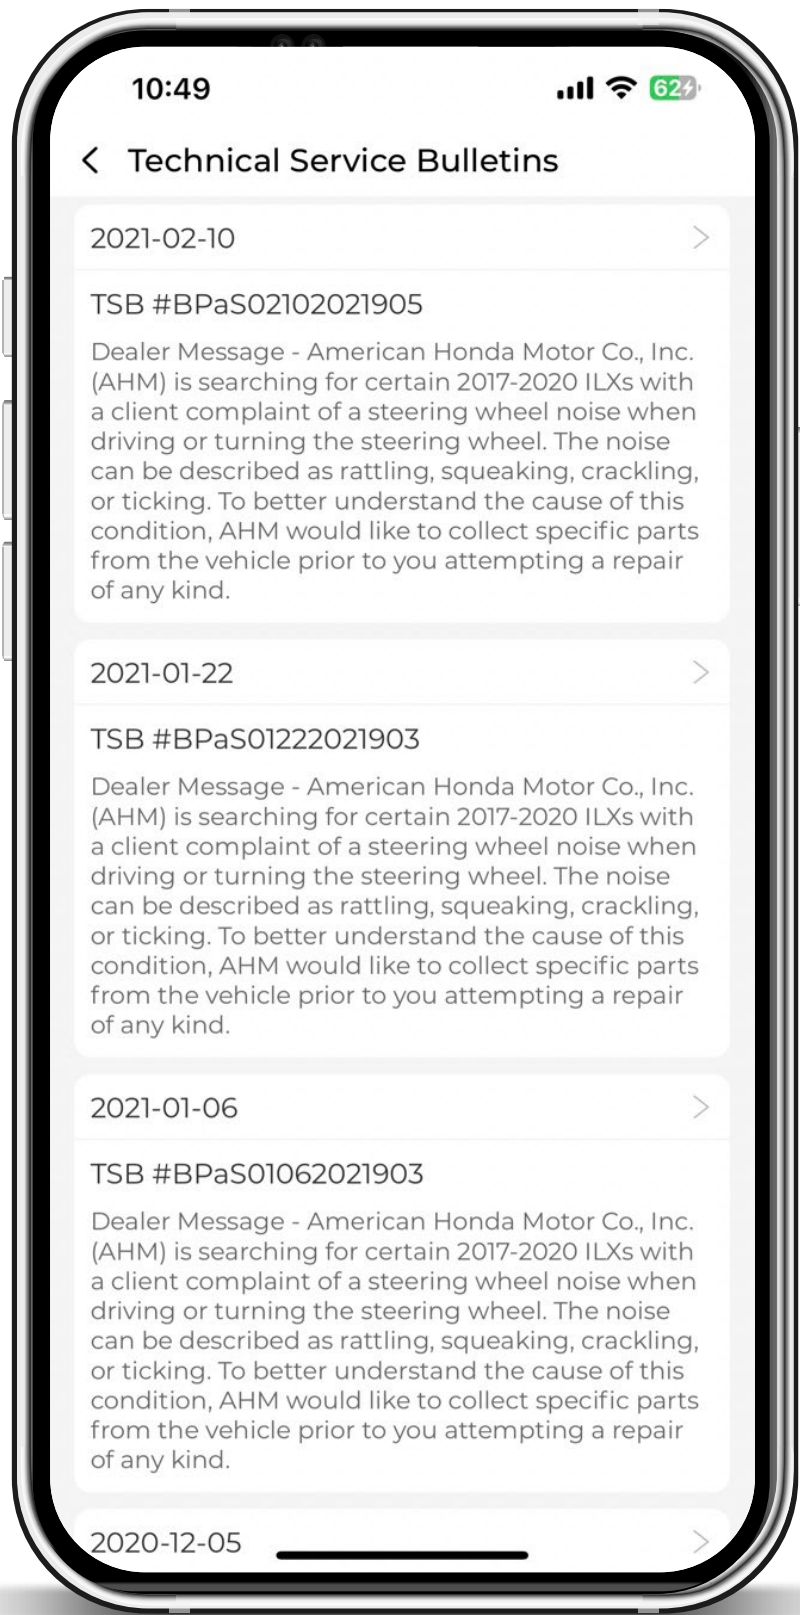 10:49
62
Technical Service Bulletins
2021-02-10
TSB #BPaS02102021905
Dealer Message - American Honda Motor Co., Inc.
(AHM) is searching for certain 2017-2020 ILXs with
a client complaint of a steering wheel noise when
driving or turning the steering wheel. The noise
can be described as rattling, squeaking, crackling,
or ticking. To better understand the cause of this
condition, AHM would like to collect specific parts
from the vehicle prior to you attempting a repair
of any kind.
2021-01-22
TSB #BPaS01222021903
Dealer Message - American Honda Motor Co., Inc.
(AHM) is searching for certain 2017-2020 ILXs with
a client complaint of a steering wheel noise when
driving or turning the steering wheel. The noise
can be described as rattling, squeaking, crackling,
or ticking. To better understand the cause of this
condition, AHM would like to collect specific parts
from the vehicle prior to you attempting a repair
of any kind.
2021-01-06
TSB #BPaS01062021903
Dealer Message - American Honda Motor Co., Inc.
(AHM) is searching for certain 2017-2020 ILXs with
a client complaint of a steering wheel noise when
driving or turning the steering wheel. The noise
can be described as rattling, squeaking, crackling,
or ticking. To better understand the cause of this
condition, AHM would like to collect specific parts
from the vehicle prior to you attempting a repair
of any kind.
2020-12-05